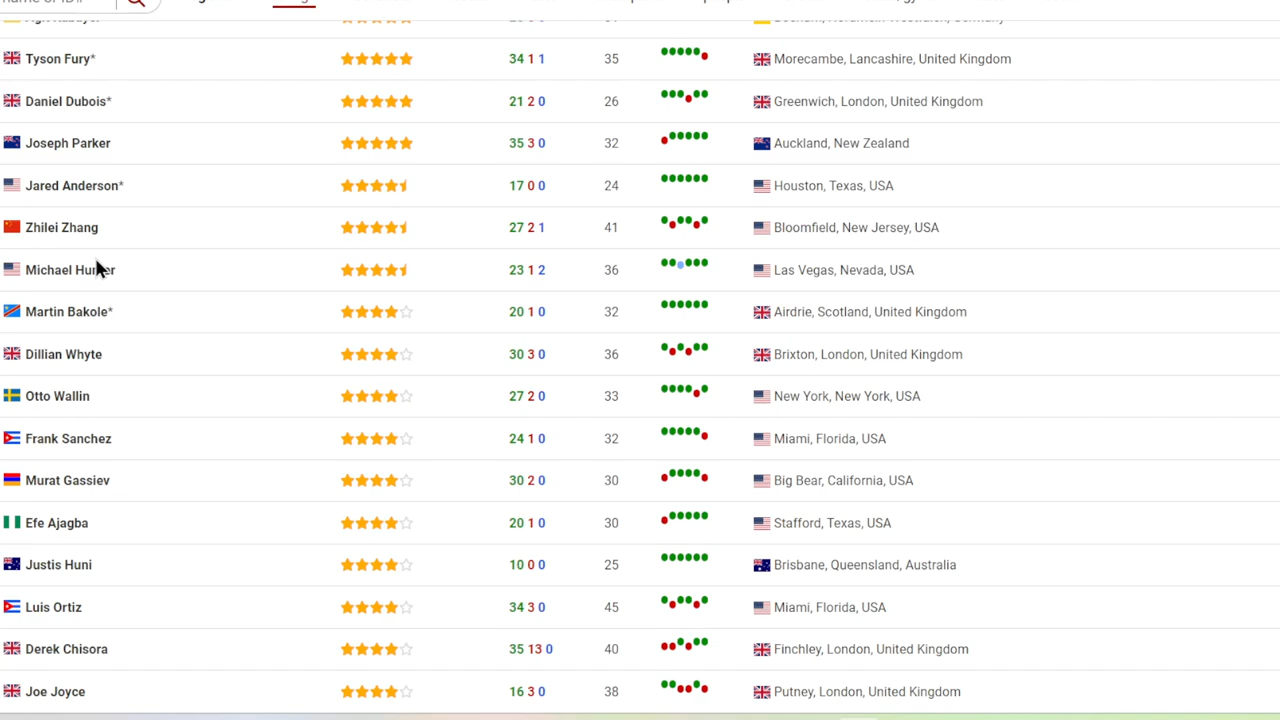 Tyson Fury* 34 1 1 35 Morecambe, Lancashire, United Kingdom
Daniel Dubois* 21 2 0 26 Greenwich, London, United Kingdom
Joseph Parker 35 3 0 32 Auckland, New Zealand
Jared Anderson* 17 0 0 24 Houston, Texas, USA
Zhilei Zhang 27 2 1 41 Bloomfield, New Jersey, USA
Michael Hunter 23 1 2 36 Las Vegas, Nevada, USA
Martin Bakole* 20 1 0 32 Airdrie, Scotland, United Kingdom
Dillian Whyte 30 3 0 36 Brixton, London, United Kingdom
Otto Wallin 27 2 0 33 New York, New York, USA
Frank Sanchez 24 1 0 32 Miami, Florida, USA
Murat Gassiev 30 2 0 30 Big Bear, California, USA
Efe Ajagba 20 1 0 30 Stafford, Texas, USA
Justis Huni 10 0 0 25 Brisbane, Queensland, Australia
Luis Ortiz 34 3 0 45 Miami, Florida, USA
Derek Chisora 35 13 0 40 Finchley, London, United Kingdom
Joe Joyce 16 3 0 38 Putney, London, United Kingdom